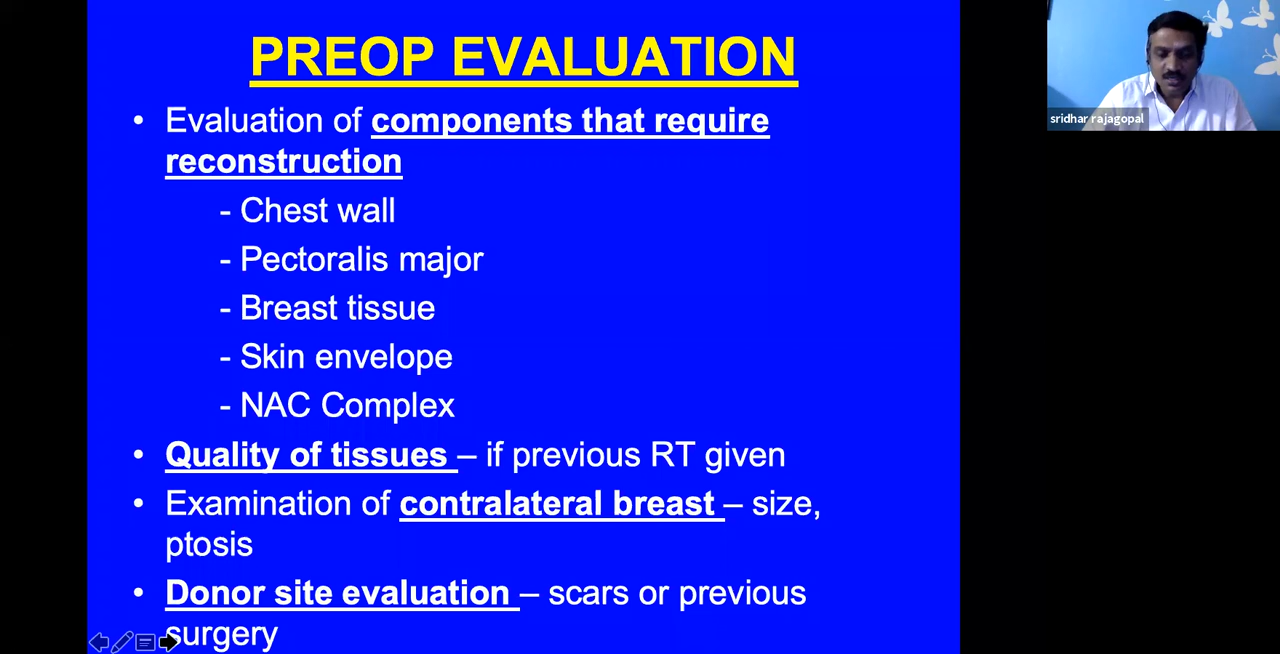 PREOP EVALUATION
• Evaluation of components that require
reconstruction
- Chest wall
- Pectoralis major
- Breast tissue
- Skin envelope
- NAC Complex
• Quality of tissues – if previous RT given
• Examination of contralateral breast – size,
ptosis
• Donor site evaluation – scars or previous
surgery
sridhar rajagopal